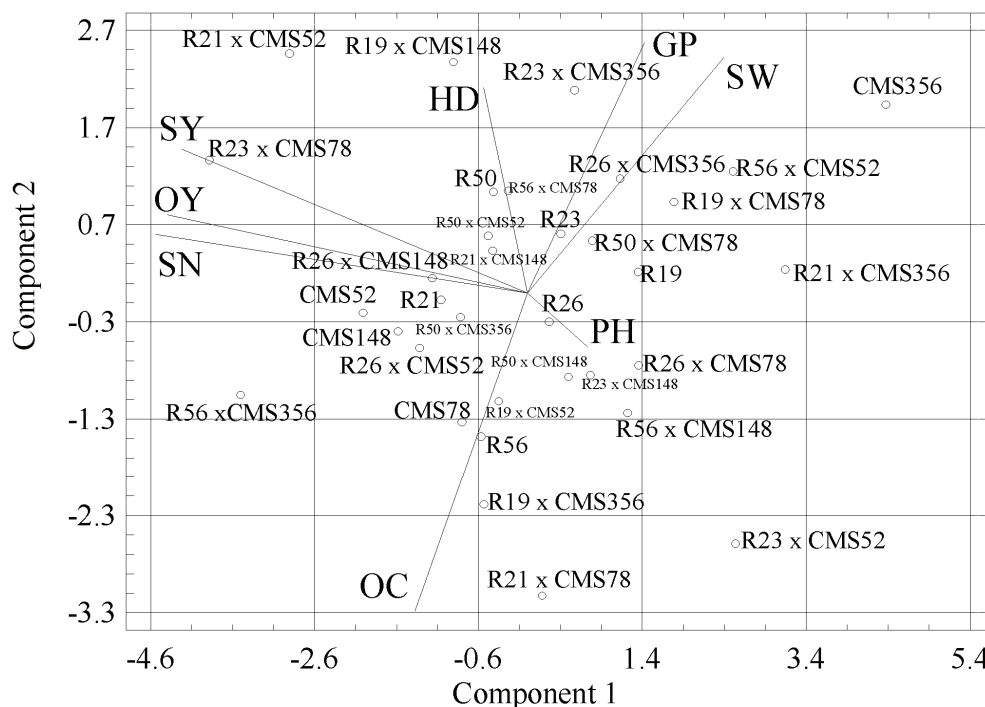 2.7
R21 x CMS52
R19 x CMS148
GP
R23 x CMS356
SW
CMS356
HD
1.7
SY
R23 x CMS78
R26 x CMS356
R56 x CMS52
R50
R56 x CMS78
R19 x CMS78
OY
0.7
R50 x CMS52
R23
R50 x CMS78
SN
R26 x CMS148
R21 x CMS148
R19
R21 x CMS356
CMS52
R21
R26
-0.3
CMS148
R50 x CMS356
PH
R26 x CMS52
R50 x CMS148
R26 x CMS78
R23 x CMS148
R56 xCMS356
CMS78
R19 x CMS52
-1.3
R56 x CMS148
R56
R19 x CMS356
-2.3
R23 x CMS52
OC
R21 x CMS78
-3.3
-4.6 -2.6 -0.6 1.4 3.4 5.4
Component 1
Component 2